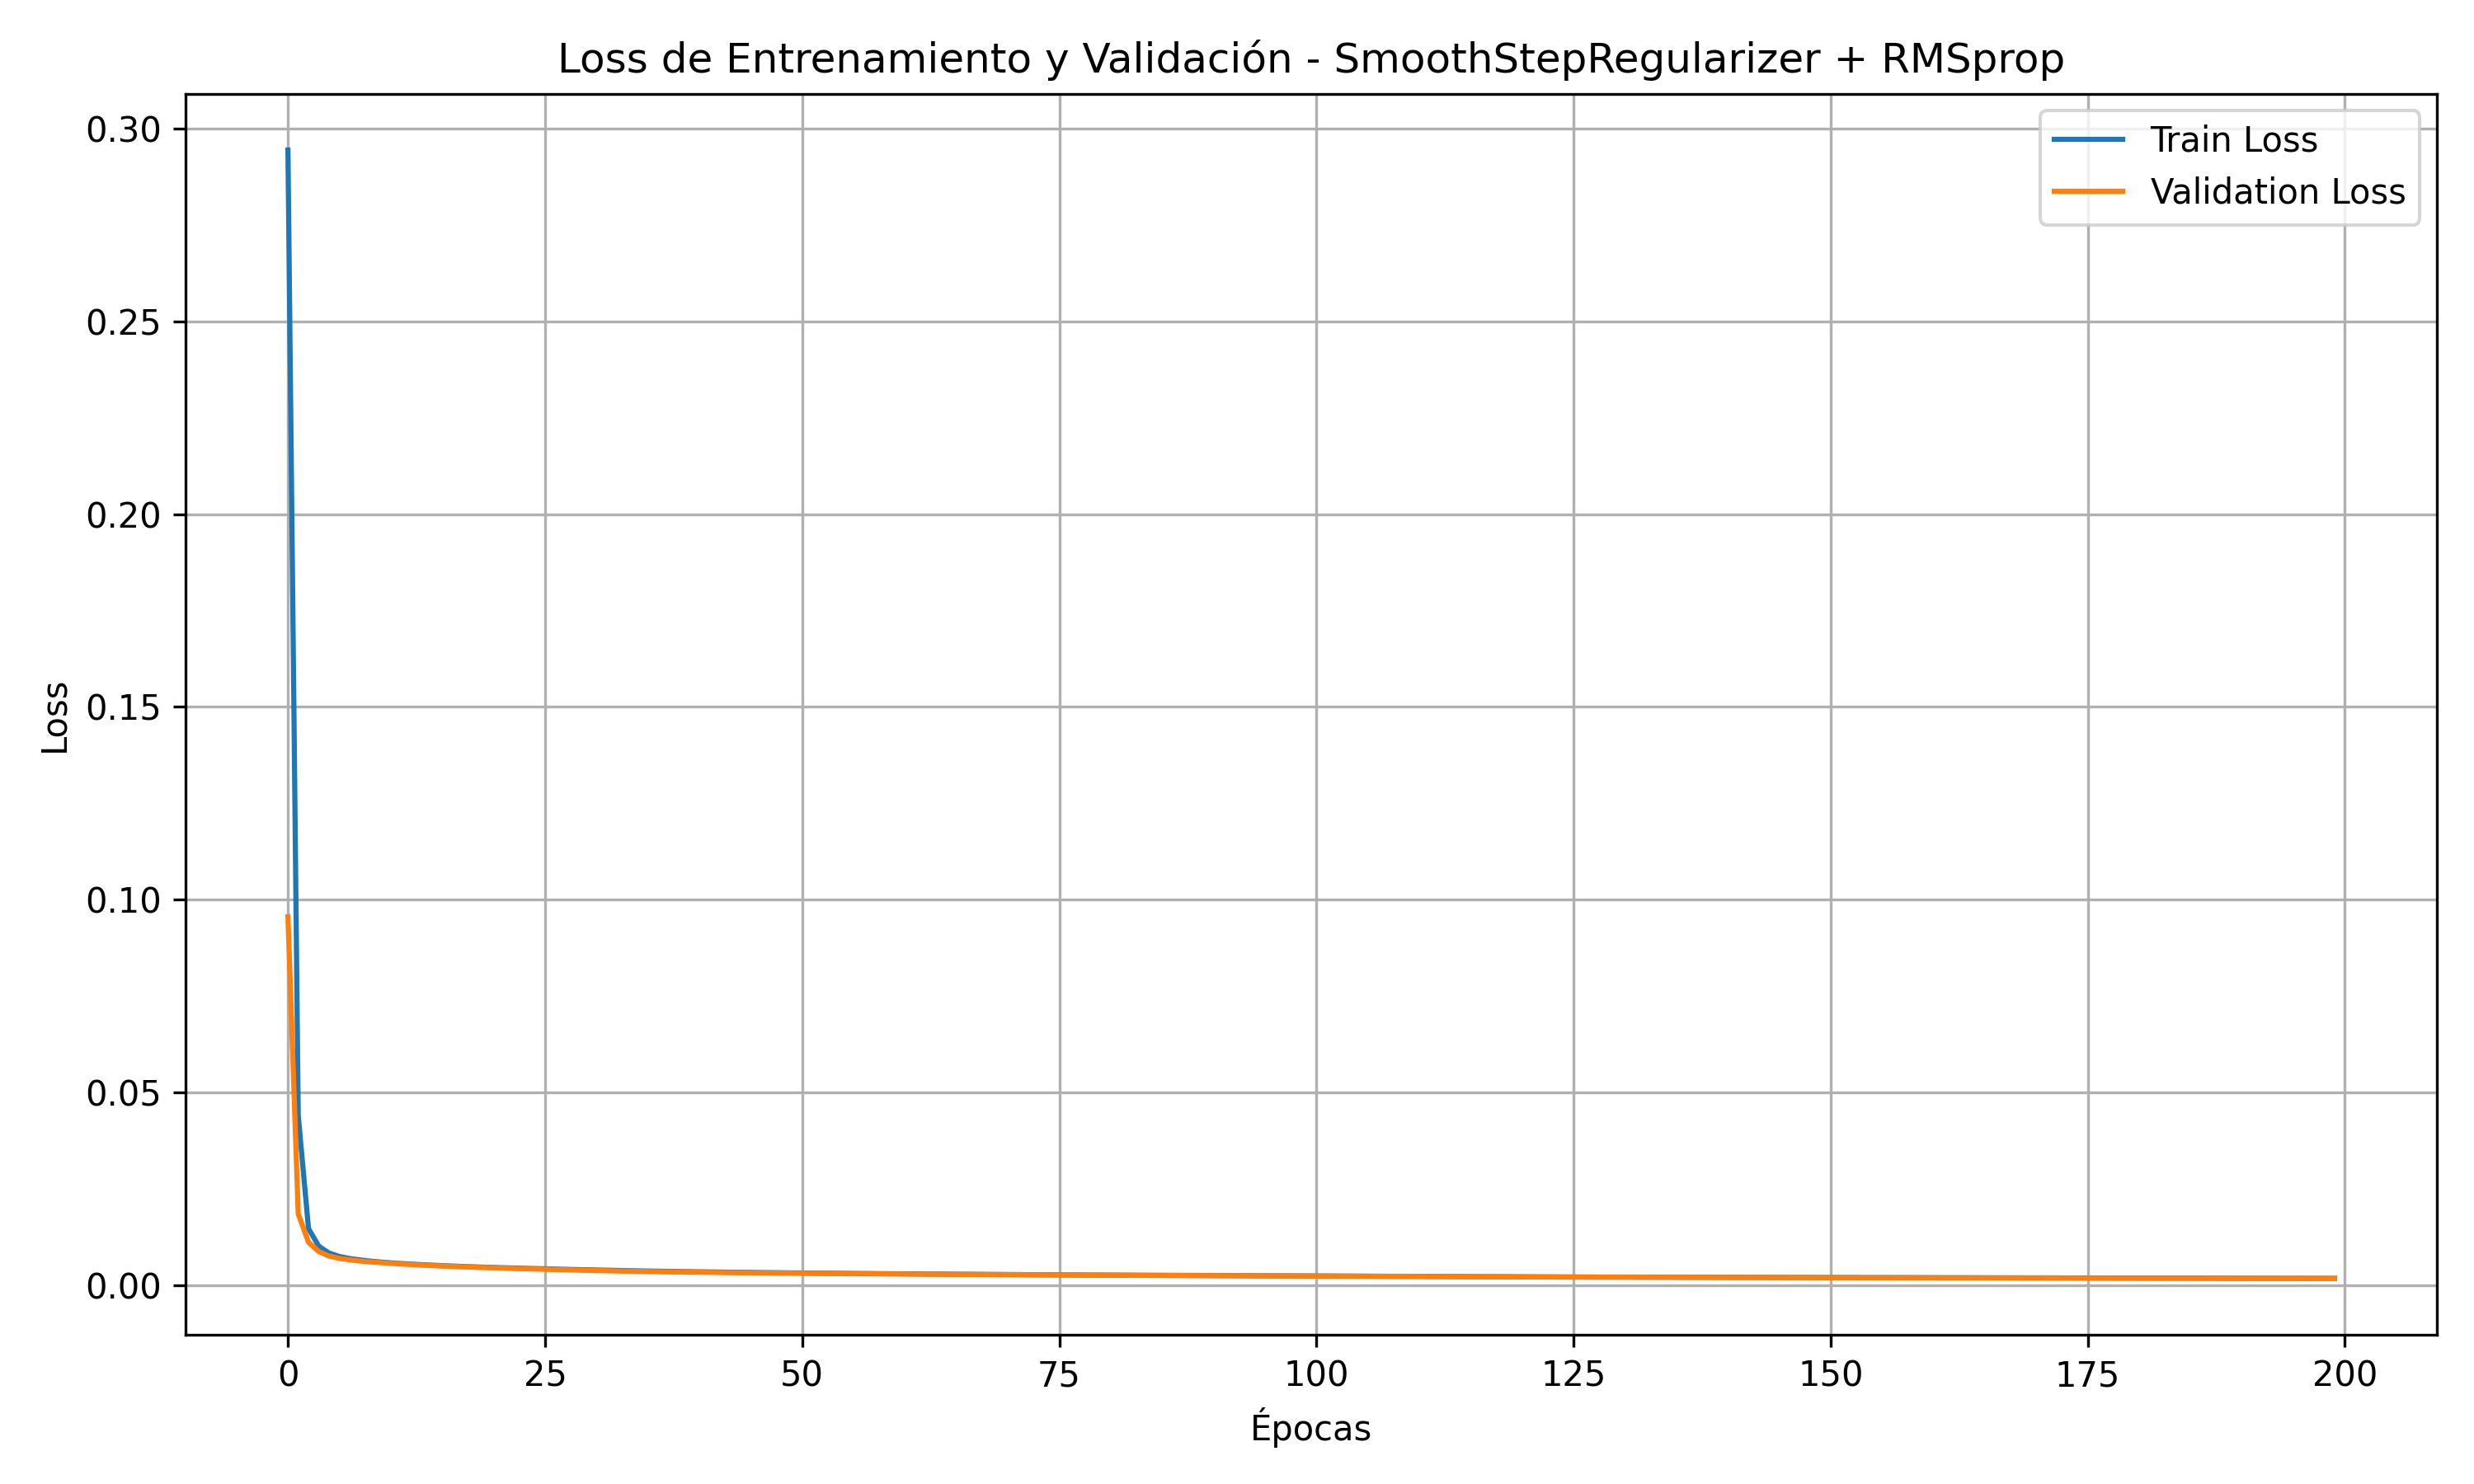 Loss de Entrenamiento y Validación - SmoothStepRegularizer + RMSprop
Train Loss
Validation Loss
0.30
0.25
0.20
0.15
0.10
0.05
0.00
Loss
0 25 50 75 100 125 150 175 200
Épocas